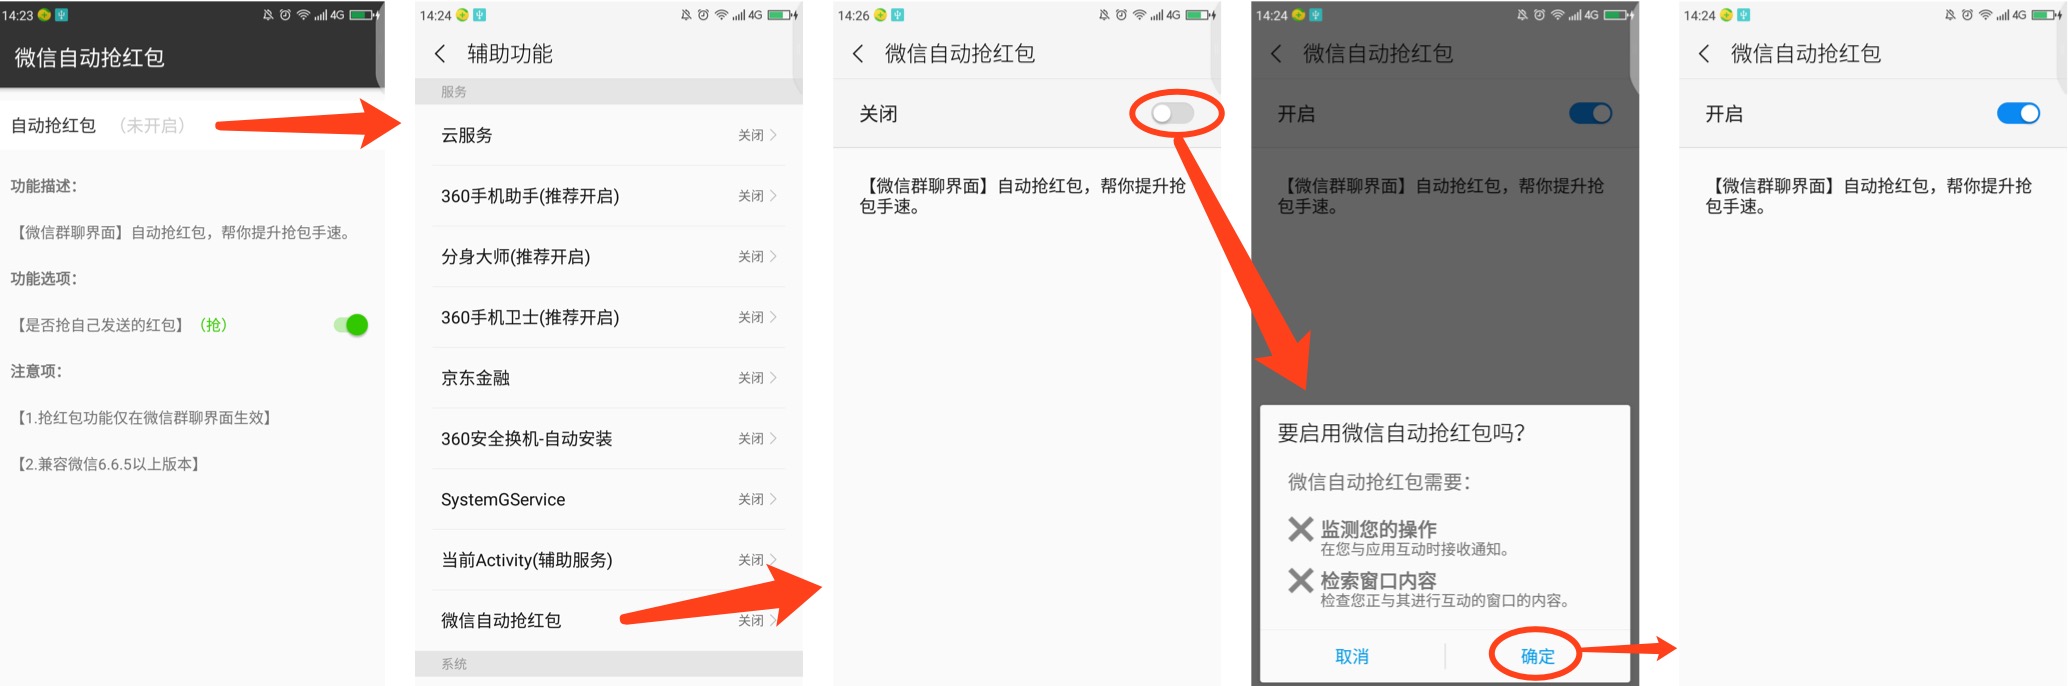 14:23
4G
微信自动抢红包
自动抢红包 (未开启)
功能描述:
【微信群聊界面】自动抢红包，帮你提升抢包手速。
功能选项:
【是否抢自己发送的红包】 (抢)
注意项:
【1.抢红包功能仅在微信群聊界面生效】
【2.兼容微信6.6.5以上版本】
14:24
4G
辅助功能
服务
云服务 关闭
360手机助手(推荐开启) 关闭
分身大师(推荐开启) 关闭
360手机卫士(推荐开启) 关闭
京东金融 关闭
360安全换机-自动安装 关闭
SystemGService 关闭
当前Activity(辅助服务) 关闭
微信自动抢红包 关闭
系统
14:26
4G
微信自动抢红包
关闭
【微信群聊界面】自动抢红包，帮你提升抢
包手速。
14:24
4G
微信自动抢红包
开启
【微信群聊界面】自动抢红包，帮你提升抢
包手速。
要启用微信自动抢红包吗?
微信自动抢红包需要:
监测您的操作
在您与应用互动时接收通知。
检索窗口内容
检查您正与其进行互动的窗口的内容。
取消 确定
14:24
4G
微信自动抢红包
开启
【微信群聊界面】自动抢红包，帮你提升抢
包手速。